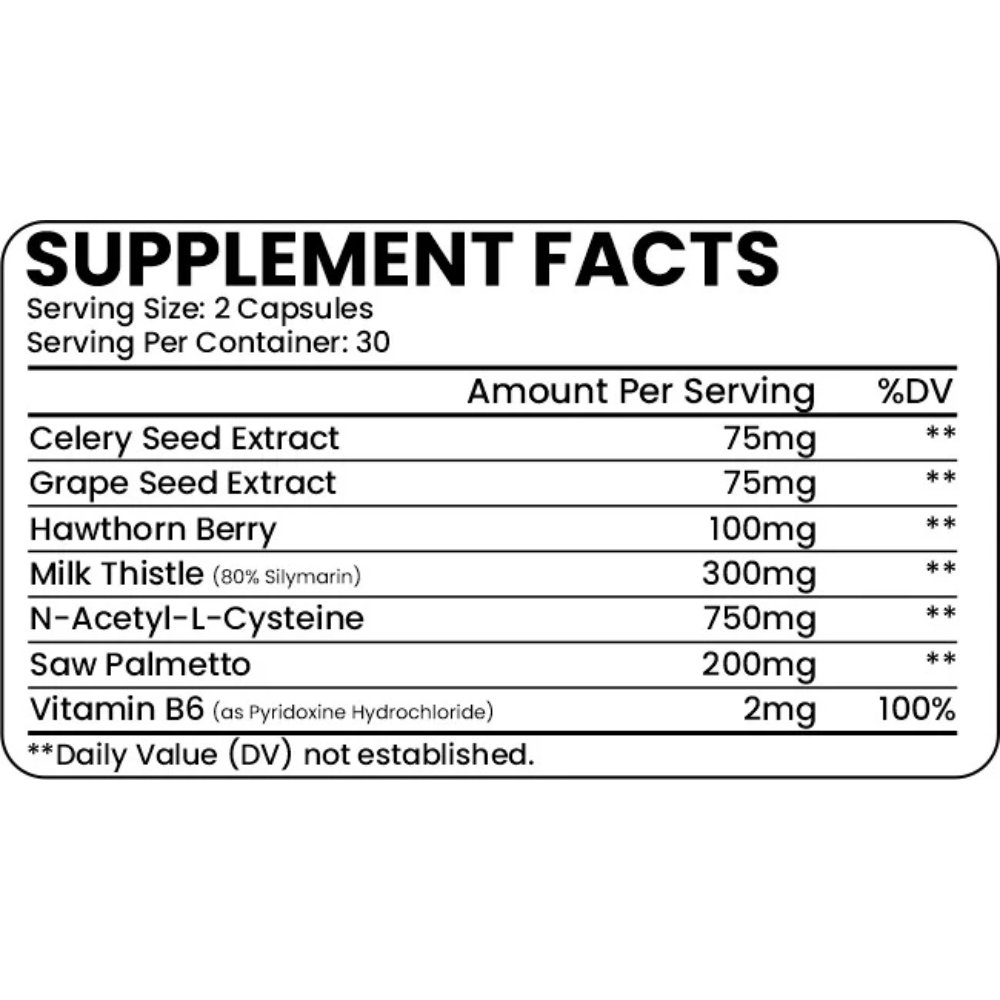 SUPPLEMENT FACTS
Serving Size: 2 Capsules
Serving Per Container: 30
Amount Per Serving %DV
Celery Seed Extract 75mg **
Grape Seed Extract 75mg **
Hawthorn Berry 100mg **
Milk Thistle (80% Silymarin) 300mg **
N-Acetyl-L-Cysteine 750mg **
Saw Palmetto 200mg **
Vitamin B6 (as Pyridoxine Hydrochloride) 2mg 100%
**Daily Value (DV) not established.